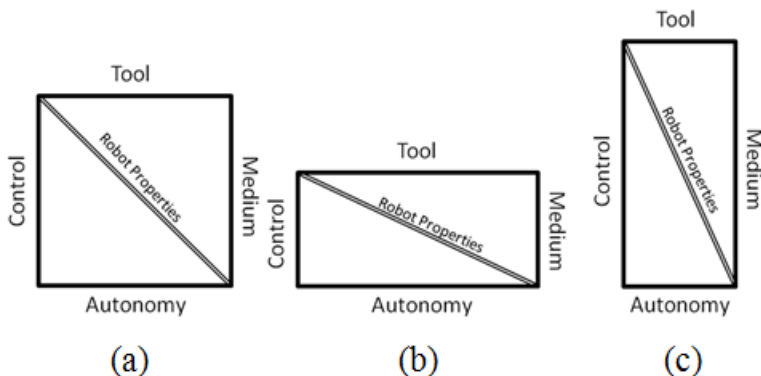 Tool
Control
Robot Properties
Medium
Autonomy
(a)
Tool
Control
Robot Properties
Medium
Autonomy
(b)
Tool
Control
Robot Properties
Medium
Autonomy
(c)